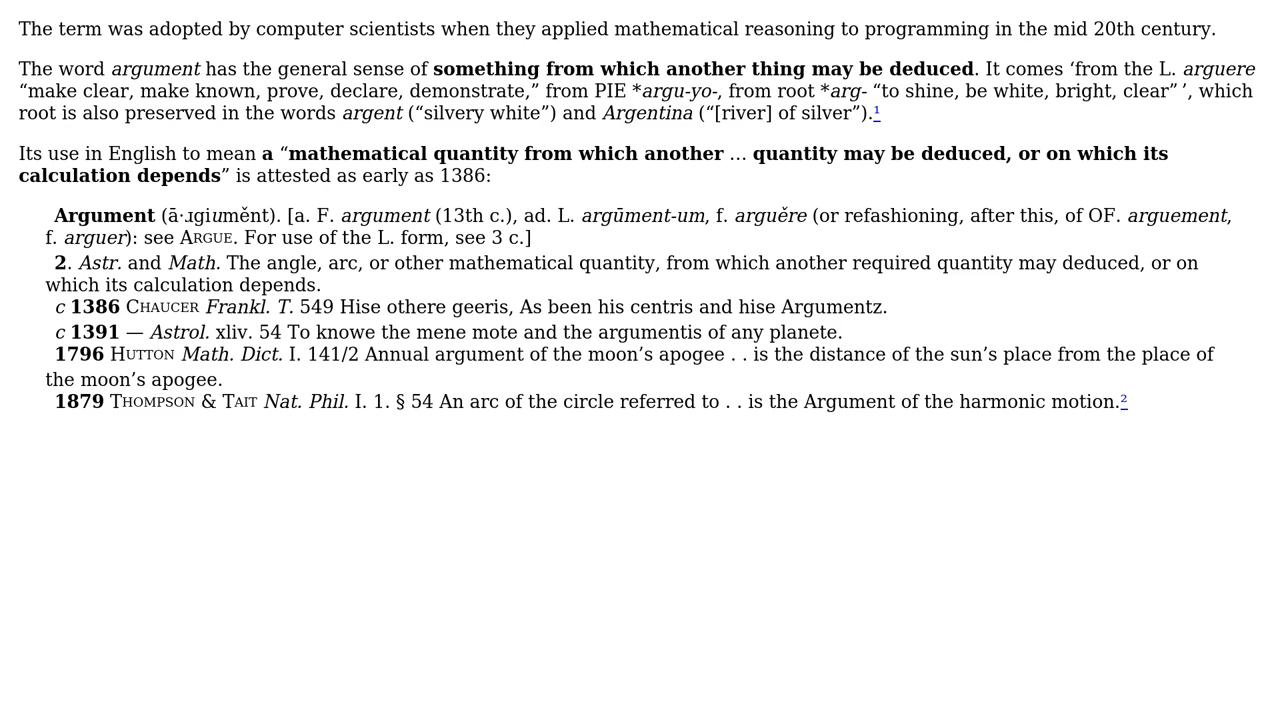 The term was adopted by computer scientists when they applied mathematical reasoning to programming in the mid 20th century.
The word argument has the general sense of something from which another thing may be deduced. It comes ‘from the L. arguere
“make clear, make known, prove, declare, demonstrate,” from PIE *argu-yo-, from root *arg- “to shine, be white, bright, clear” ’, which
root is also preserved in the words argent (“silvery white”) and Argentina (“[river] of silver”).¹
Its use in English to mean a “mathematical quantity from which another … quantity may be deduced, or on which its
calculation depends” is attested as early as 1386:
Argument (ā·ɹgiumĕnt). [a. F. argument (13th c.), ad. L. argūment-um, f. arguĕre (or refashioning, after this, of OF. arguement,
f. arguer): see Argue. For use of the L. form, see 3 c.]
2. Astr. and Math. The angle, arc, or other mathematical quantity, from which another required quantity may deduced, or on
which its calculation depends.
c 1386 Chaucer Frankl. T. 549 Hise othere geeris, As been his centris and hise Argumentz.
c 1391 — Astrol. xliv. 54 To knowe the mene mote and the argumentis of any planete.
1796 Hutton Math. Dict. I. 141/2 Annual argument of the moon’s apogee . . is the distance of the sun’s place from the place of
the moon’s apogee.
1879 Thompson & Tait Nat. Phil. I. 1. § 54 An arc of the circle referred to . . is the Argument of the harmonic motion.²